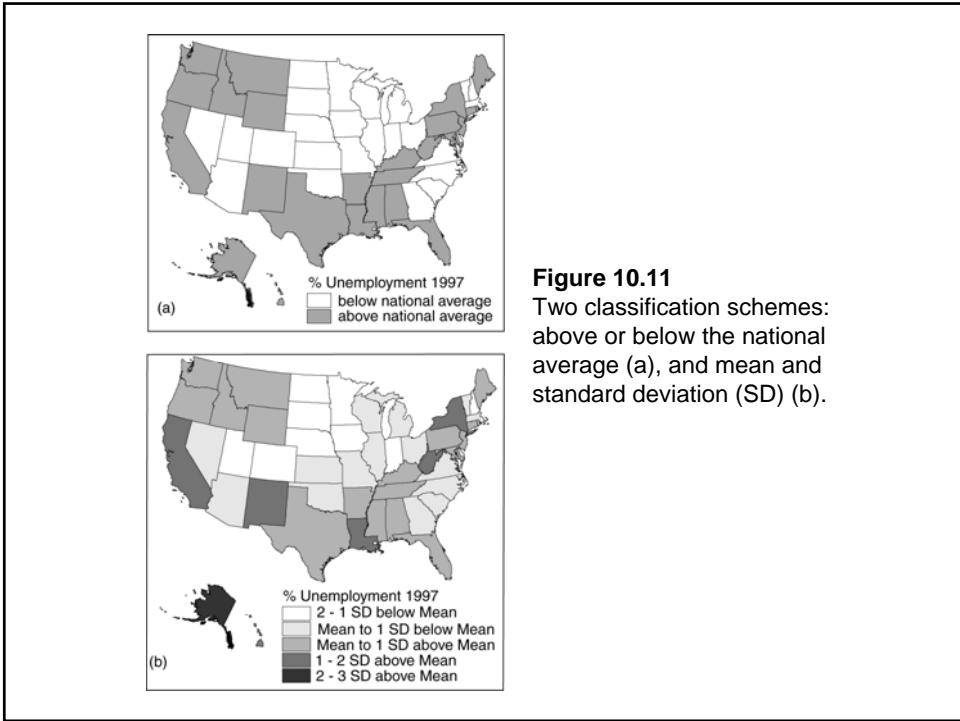 % Unemployment 1997
below national average
above national average
(a)
Figure 10.11
Two classification schemes:
above or below the national
average (a), and mean and
standard deviation (SD) (b).
% Unemployment 1997
2 - 1 SD below Mean
Mean to 1 SD below Mean
Mean to 1 SD above Mean
1 - 2 SD above Mean
2 - 3 SD above Mean
(b)